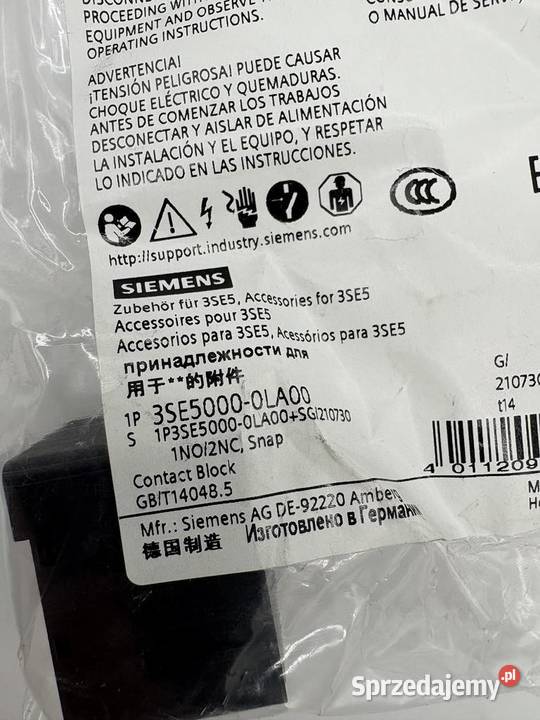 PROCEEDING WITH
EQUIPMENT AND OBSERVE
OPERATING INSTRUCTIONS.
O MANUAL DE
ADVERTENCIA!
¡TENSIÓN PELIGROSA! PUEDE CAUSAR
CHOQUE ELÉCTRICO Y QUEMADURAS.
ANTES DE COMENZAR LOS TRABAJOS
DESCONECTAR Y AISLAR DE ALIMENTACIÓN
LA INSTALACIÓN Y EL EQUIPO, Y RESPETAR
LO INDICADO EN LAS INSTRUCCIONES.
CCC
http://support.industry.siemens.com
SIEMENS
Zubehör für 3SE5, Accessories for 3SE5
Accessoires pour 3SE5
Accesorios para 3SE5, Acessórios para 3SE5
принадлежности для
用于**的附件
1P 3SE5000-0LA00
S 1P3SE5000-0LA00+SG/210730
1NO/2NC, Snap
Contact Block
GB/T14048.5
G/
210730
t14
4 011209
Mfr.: Siemens AG DE-92220 Amberg
Изготовлено в Германии
德国制造
Sprzedajemy.pl